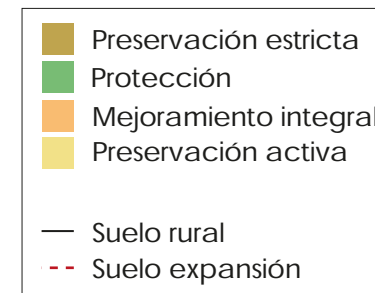 Preservación estricta
Protección
Mejoramiento integral
Preservación activa
Suelo rural
Suelo expansión